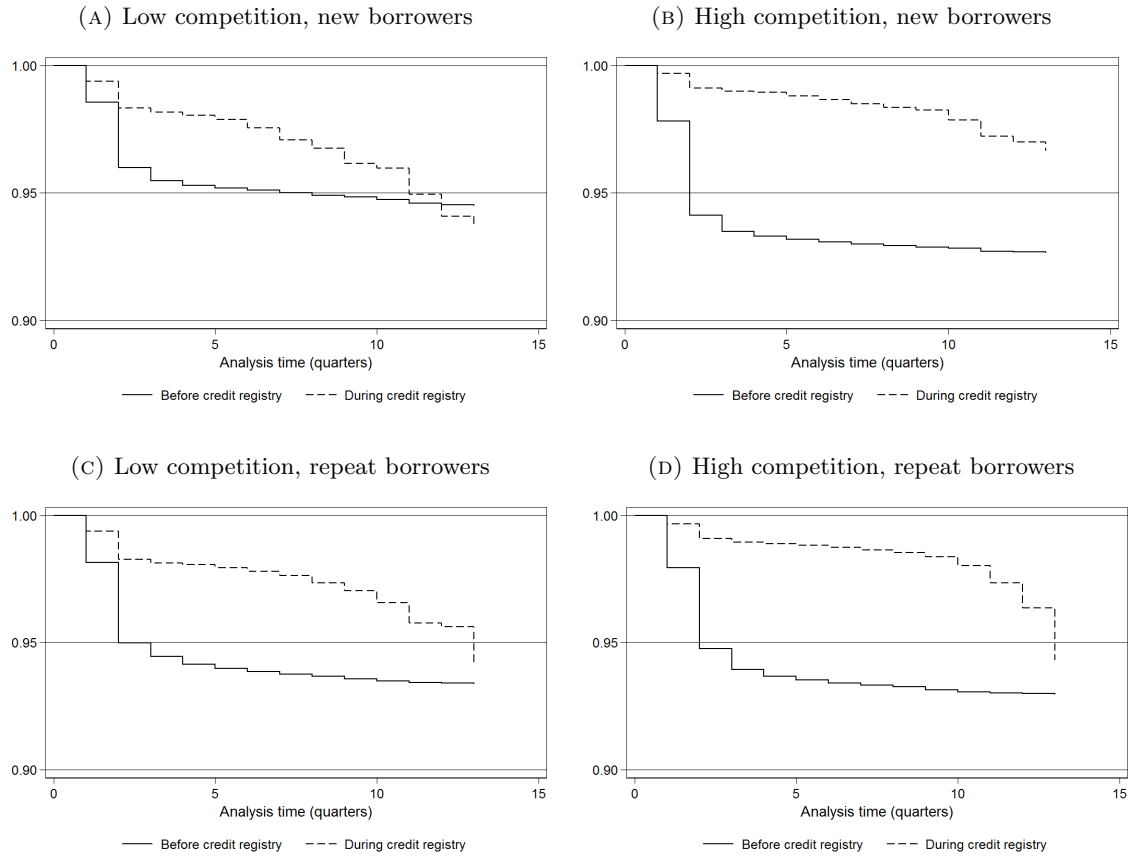 (A) Low competition, new borrowers
1.00
0.95
0.90
0 5 10 15
Analysis time (quarters)
Before credit registry During credit registry
(B) High competition, new borrowers
1.00
0.95
0.90
0 5 10 15
Analysis time (quarters)
Before credit registry During credit registry
(C) Low competition, repeat borrowers
1.00
0.95
0.90
0 5 10 15
Analysis time (quarters)
Before credit registry During credit registry
(D) High competition, repeat borrowers
1.00
0.95
0.90
0 5 10 15
Analysis time (quarters)
Before credit registry During credit registry